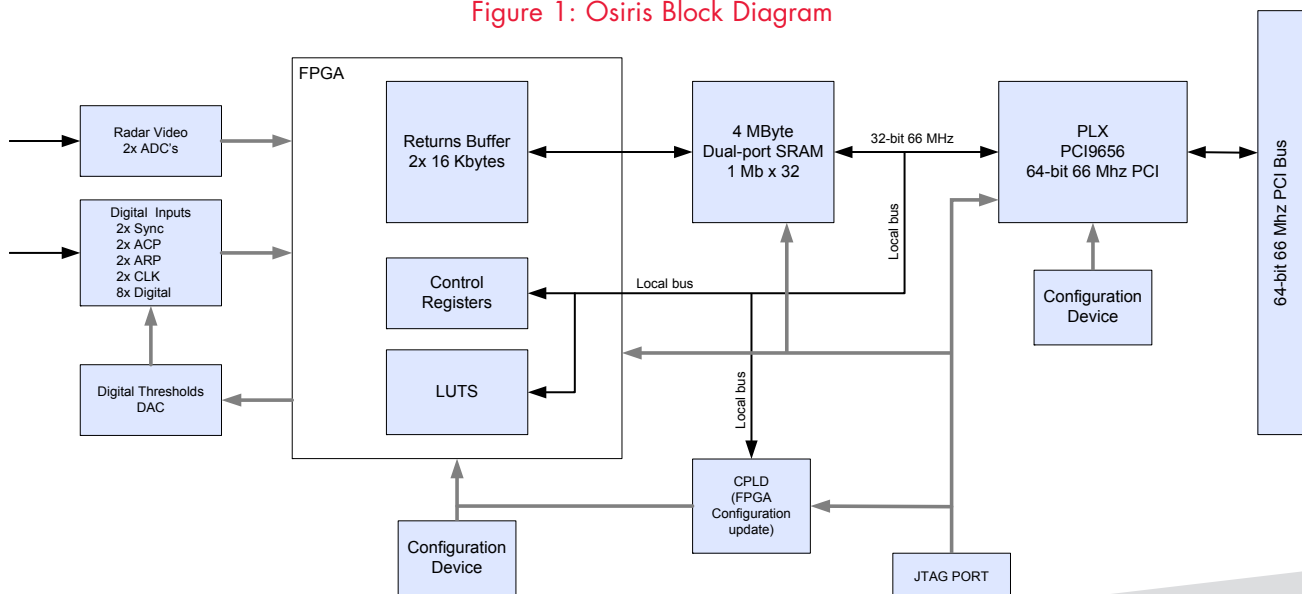 Figure 1: Osiris Block Diagram
FPGA
Radar Video
2x ADC's
Digital Inputs
2x Sync
2x ACP
2x ARP
2x CLK
8x Digital
Digital Thresholds
DAC
Returns Buffer
2x 16 Kbytes
Control
Registers
LUTS
Configuration
Device
4 MByte
Dual-port SRAM
1 Mb x 32
32-bit 66 MHz
Local bus
Local bus
Local bus
CPLD
(FPGA
Configuration
update)
PLX
PCI9656
64-bit 66 Mhz PCI
Configuration
Device
JTAG PORT
64-bit 66 Mhz PCI Bus